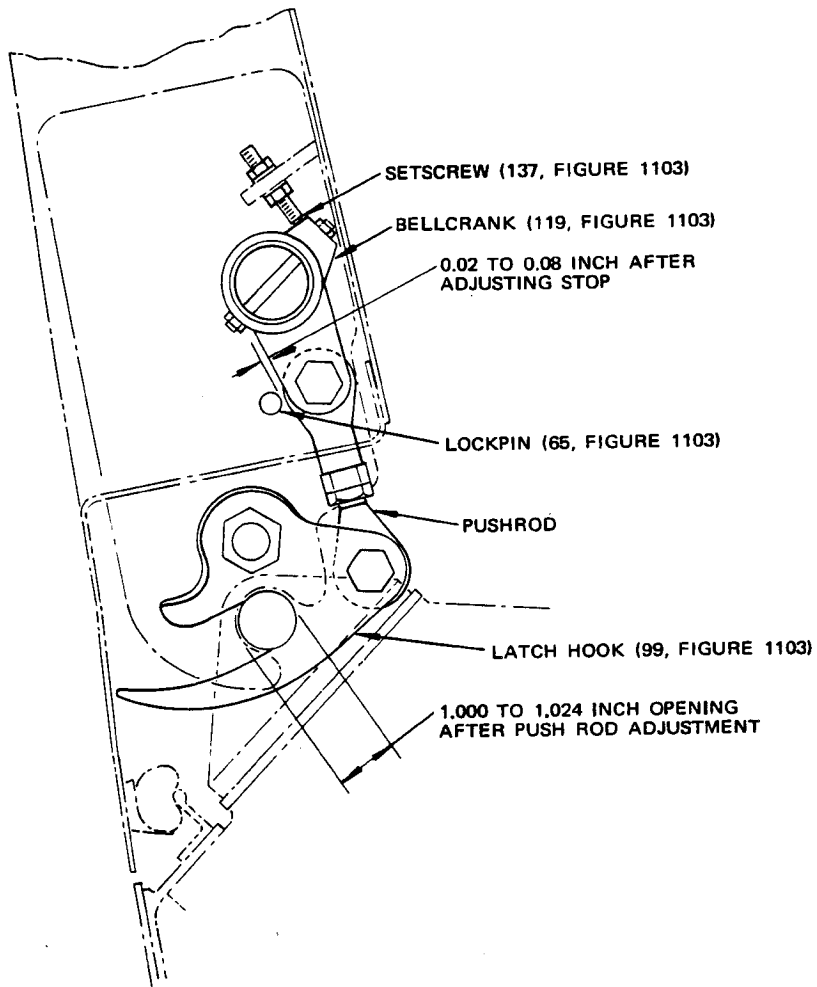 SETSCREW (137, FIGURE 1103)
BELLCRANK (119, FIGURE 1103)
0.02 TO 0.08 INCH AFTER
ADJUSTING STOP
LOCKPIN (65, FIGURE 1103)
PUSHROD
LATCH HOOK (99, FIGURE 1103)
1.000 TO 1.024 INCH OPENING
AFTER PUSH ROD ADJUSTMENT